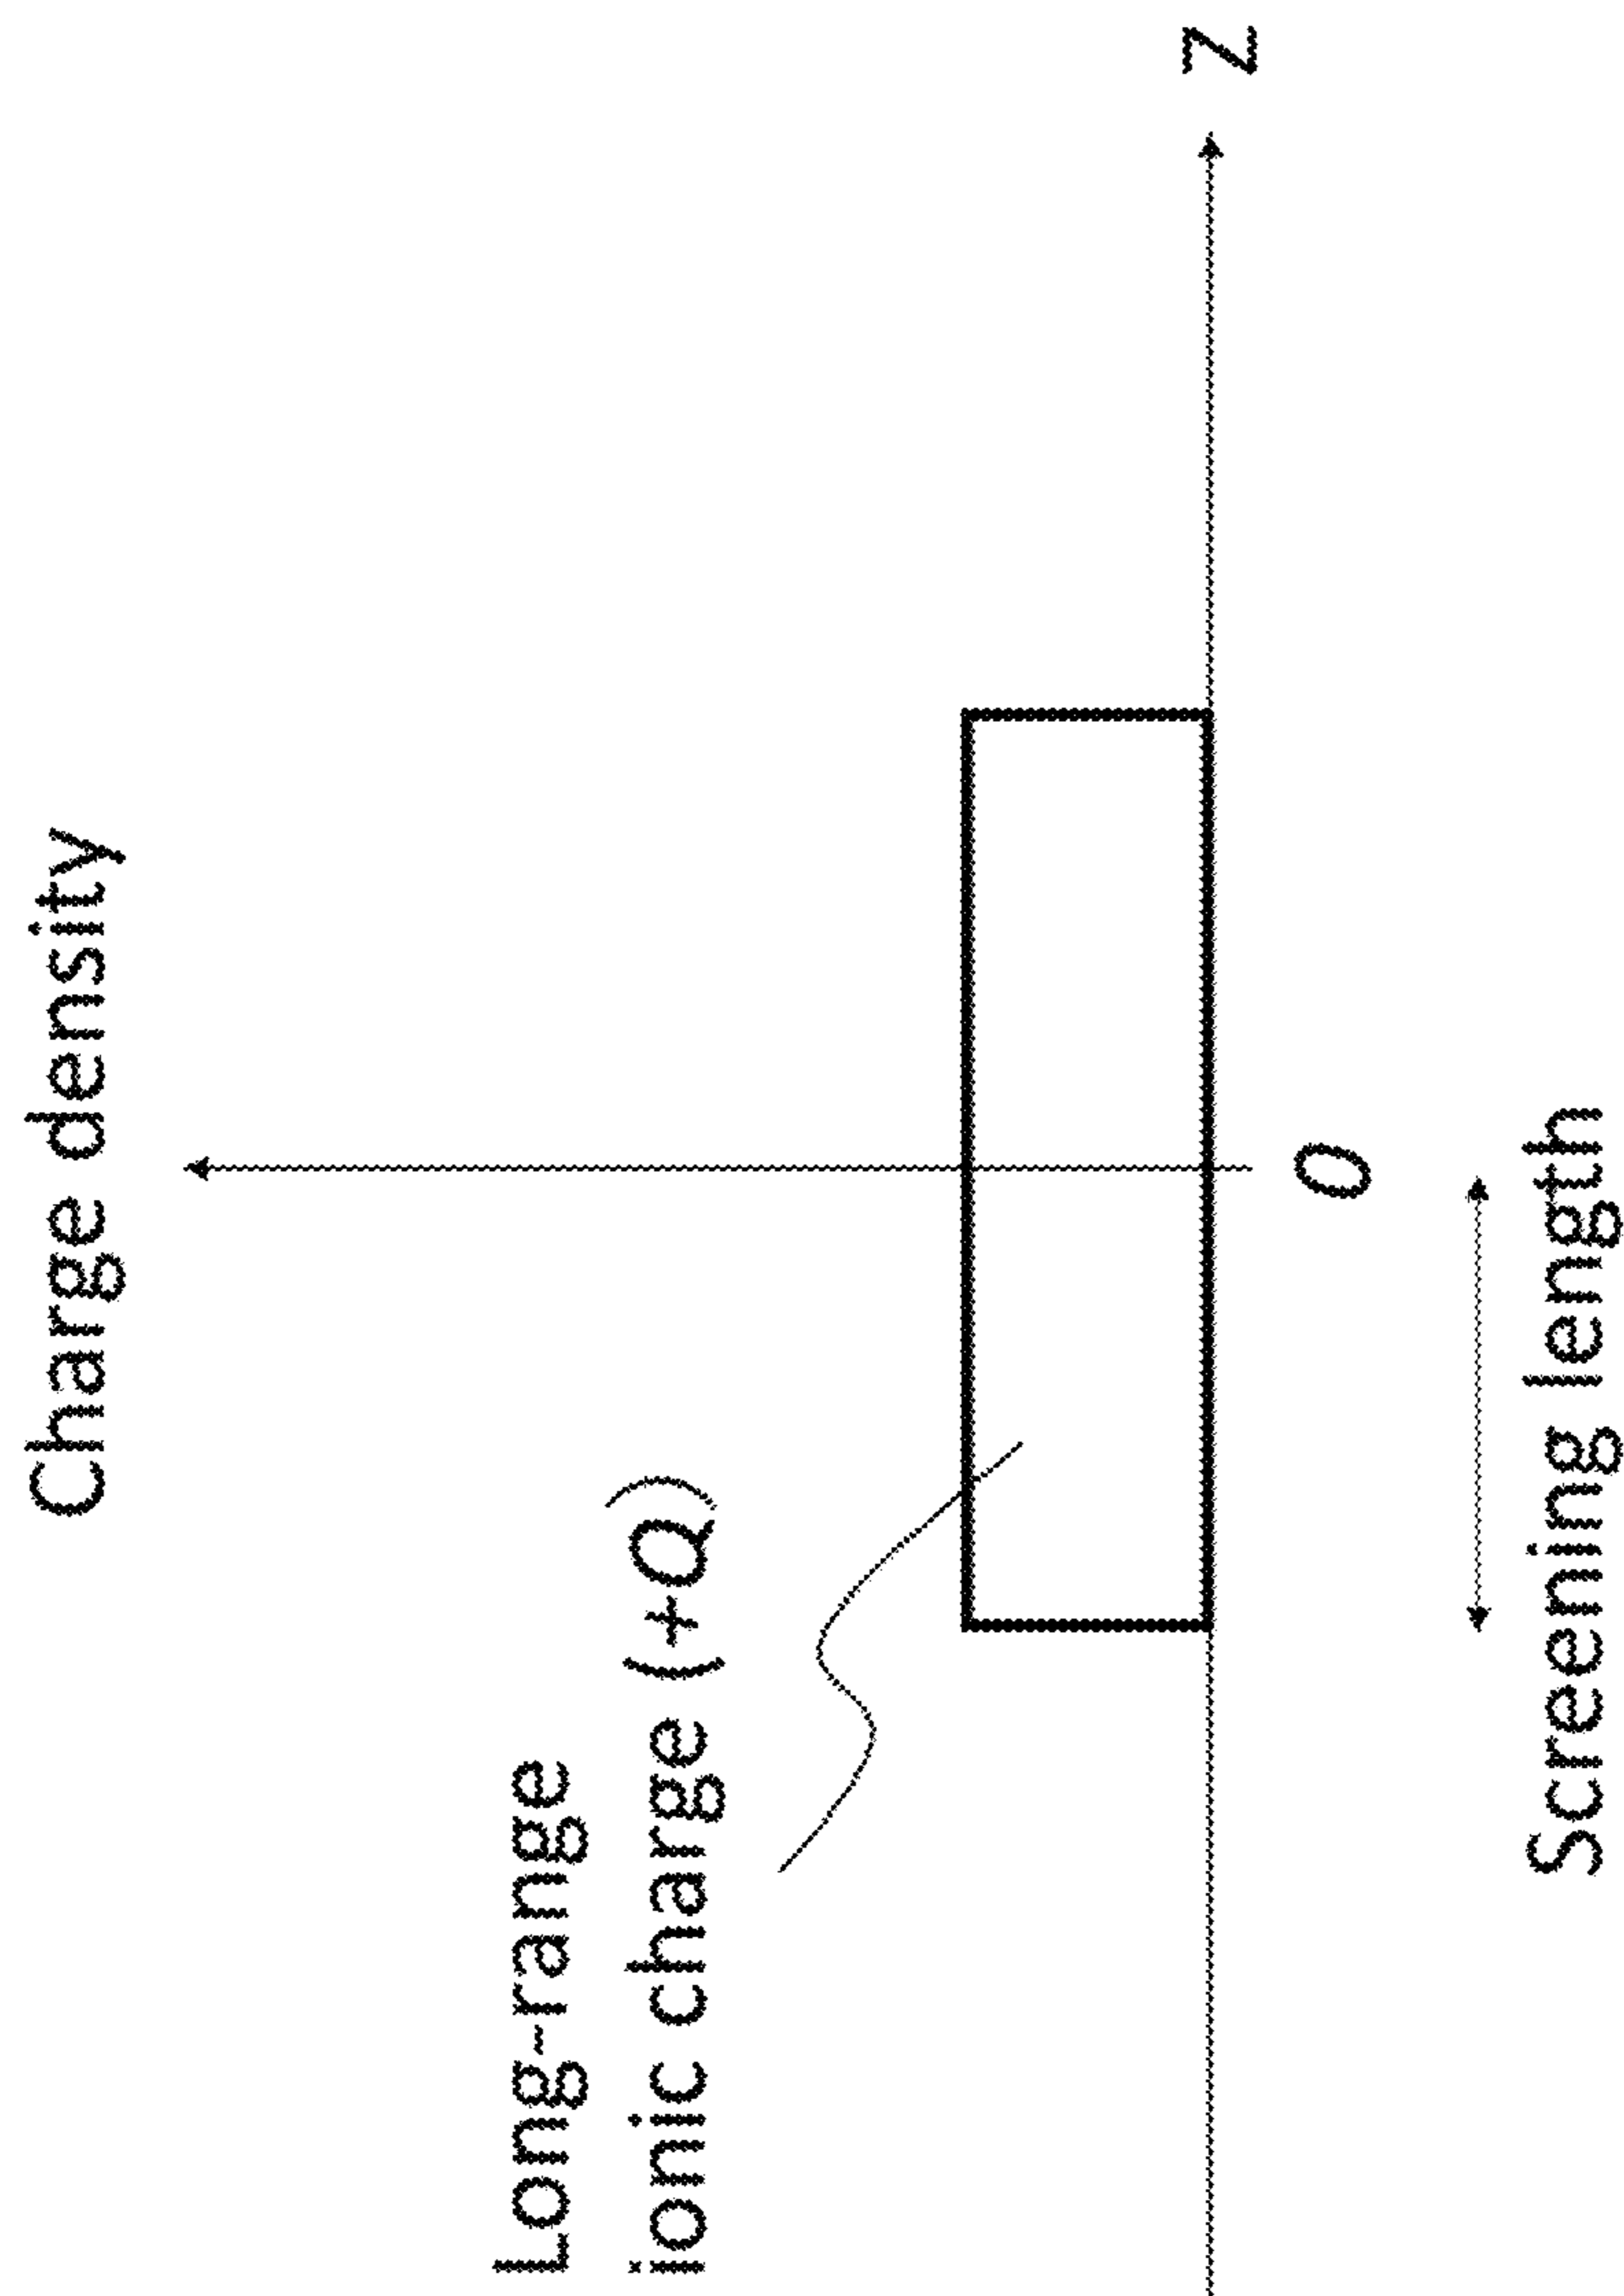 Charge density
Long-range
ionic charge (+Q)
z
0
Screening length